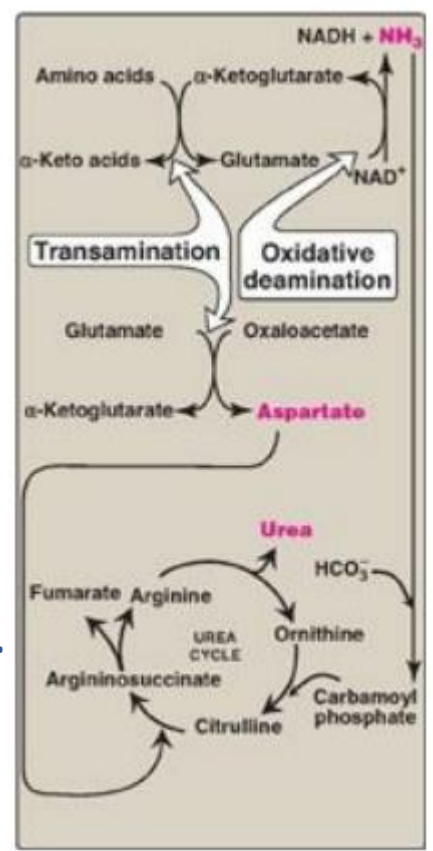 NADH + NH₃
Amino acids α-Ketoglutarate
α-Keto acids Glutamate
NAD⁺
Transamination
Oxidative
deamination
Glutamate Oxaloacetate
α-Ketoglutarate Aspartate
Urea
HCO₃⁻
Fumarate Arginine
UREA
CYCLE
Ornithine
Argininosuccinate
Carbamoyl
phosphate
Citrulline